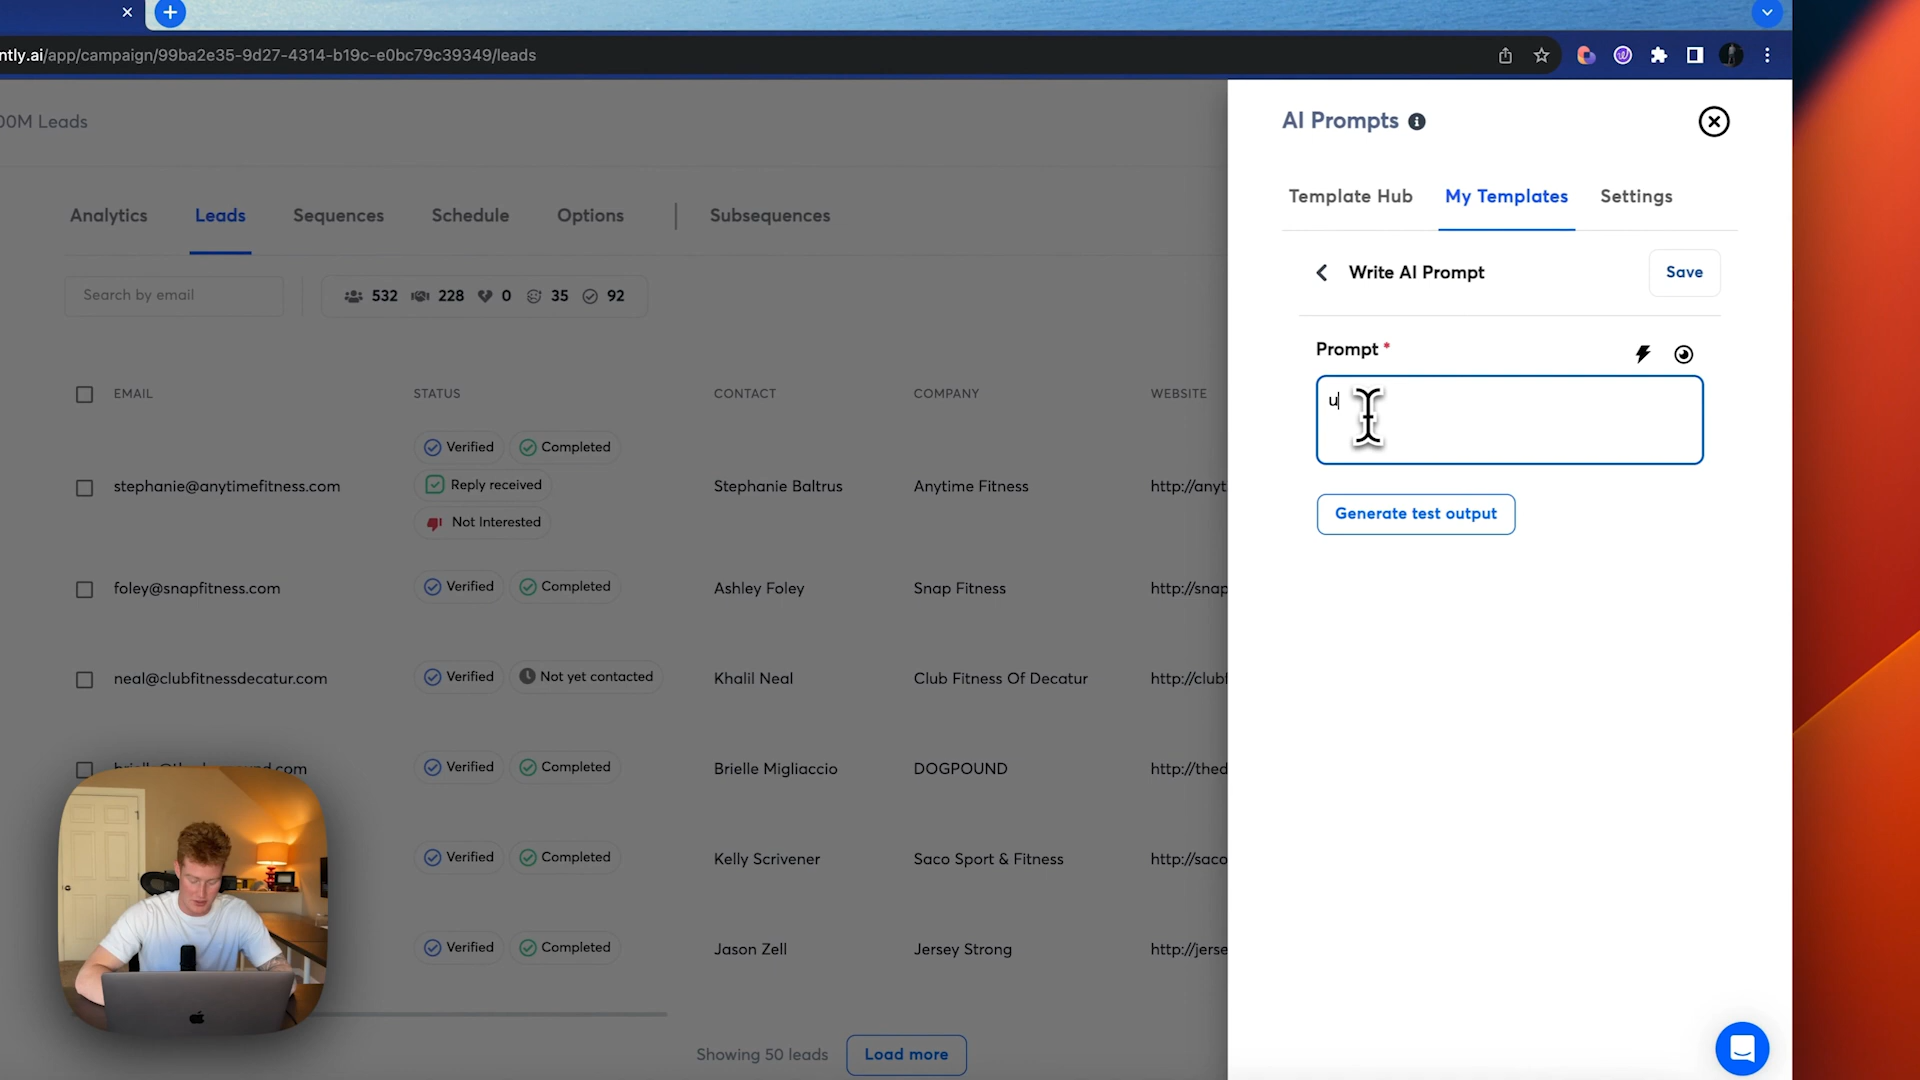 ntly.ai/app/campaign/99ba2e35-9d27-4314-b19c-e0bc79c39349/leads
00M Leads
Analytics Leads Sequences Schedule Options | Subsequences
Search by email 532 228 0 35 92
EMAIL STATUS CONTACT COMPANY WEBSITE
Verified Completed
stephanie@anytimefitness.com Reply received Stephanie Baltrus Anytime Fitness http://anyt
Not Interested
foley@snapfitness.com Verified Completed Ashley Foley Snap Fitness http://snap
neal@clubfitnessdecatur.com Verified Not yet contacted Khalil Neal Club Fitness Of Decatur http://clubf
Verified Completed Brielle Migliaccio DOGPOUND http://thed
Verified Completed Kelly Scrivener Saco Sport & Fitness http://saco
Verified Completed Jason Zell Jersey Strong http://jerse
Showing 50 leads Load more
AI Prompts
Template Hub My Templates Settings
Write AI Prompt Save
Prompt *
u
Generate test output